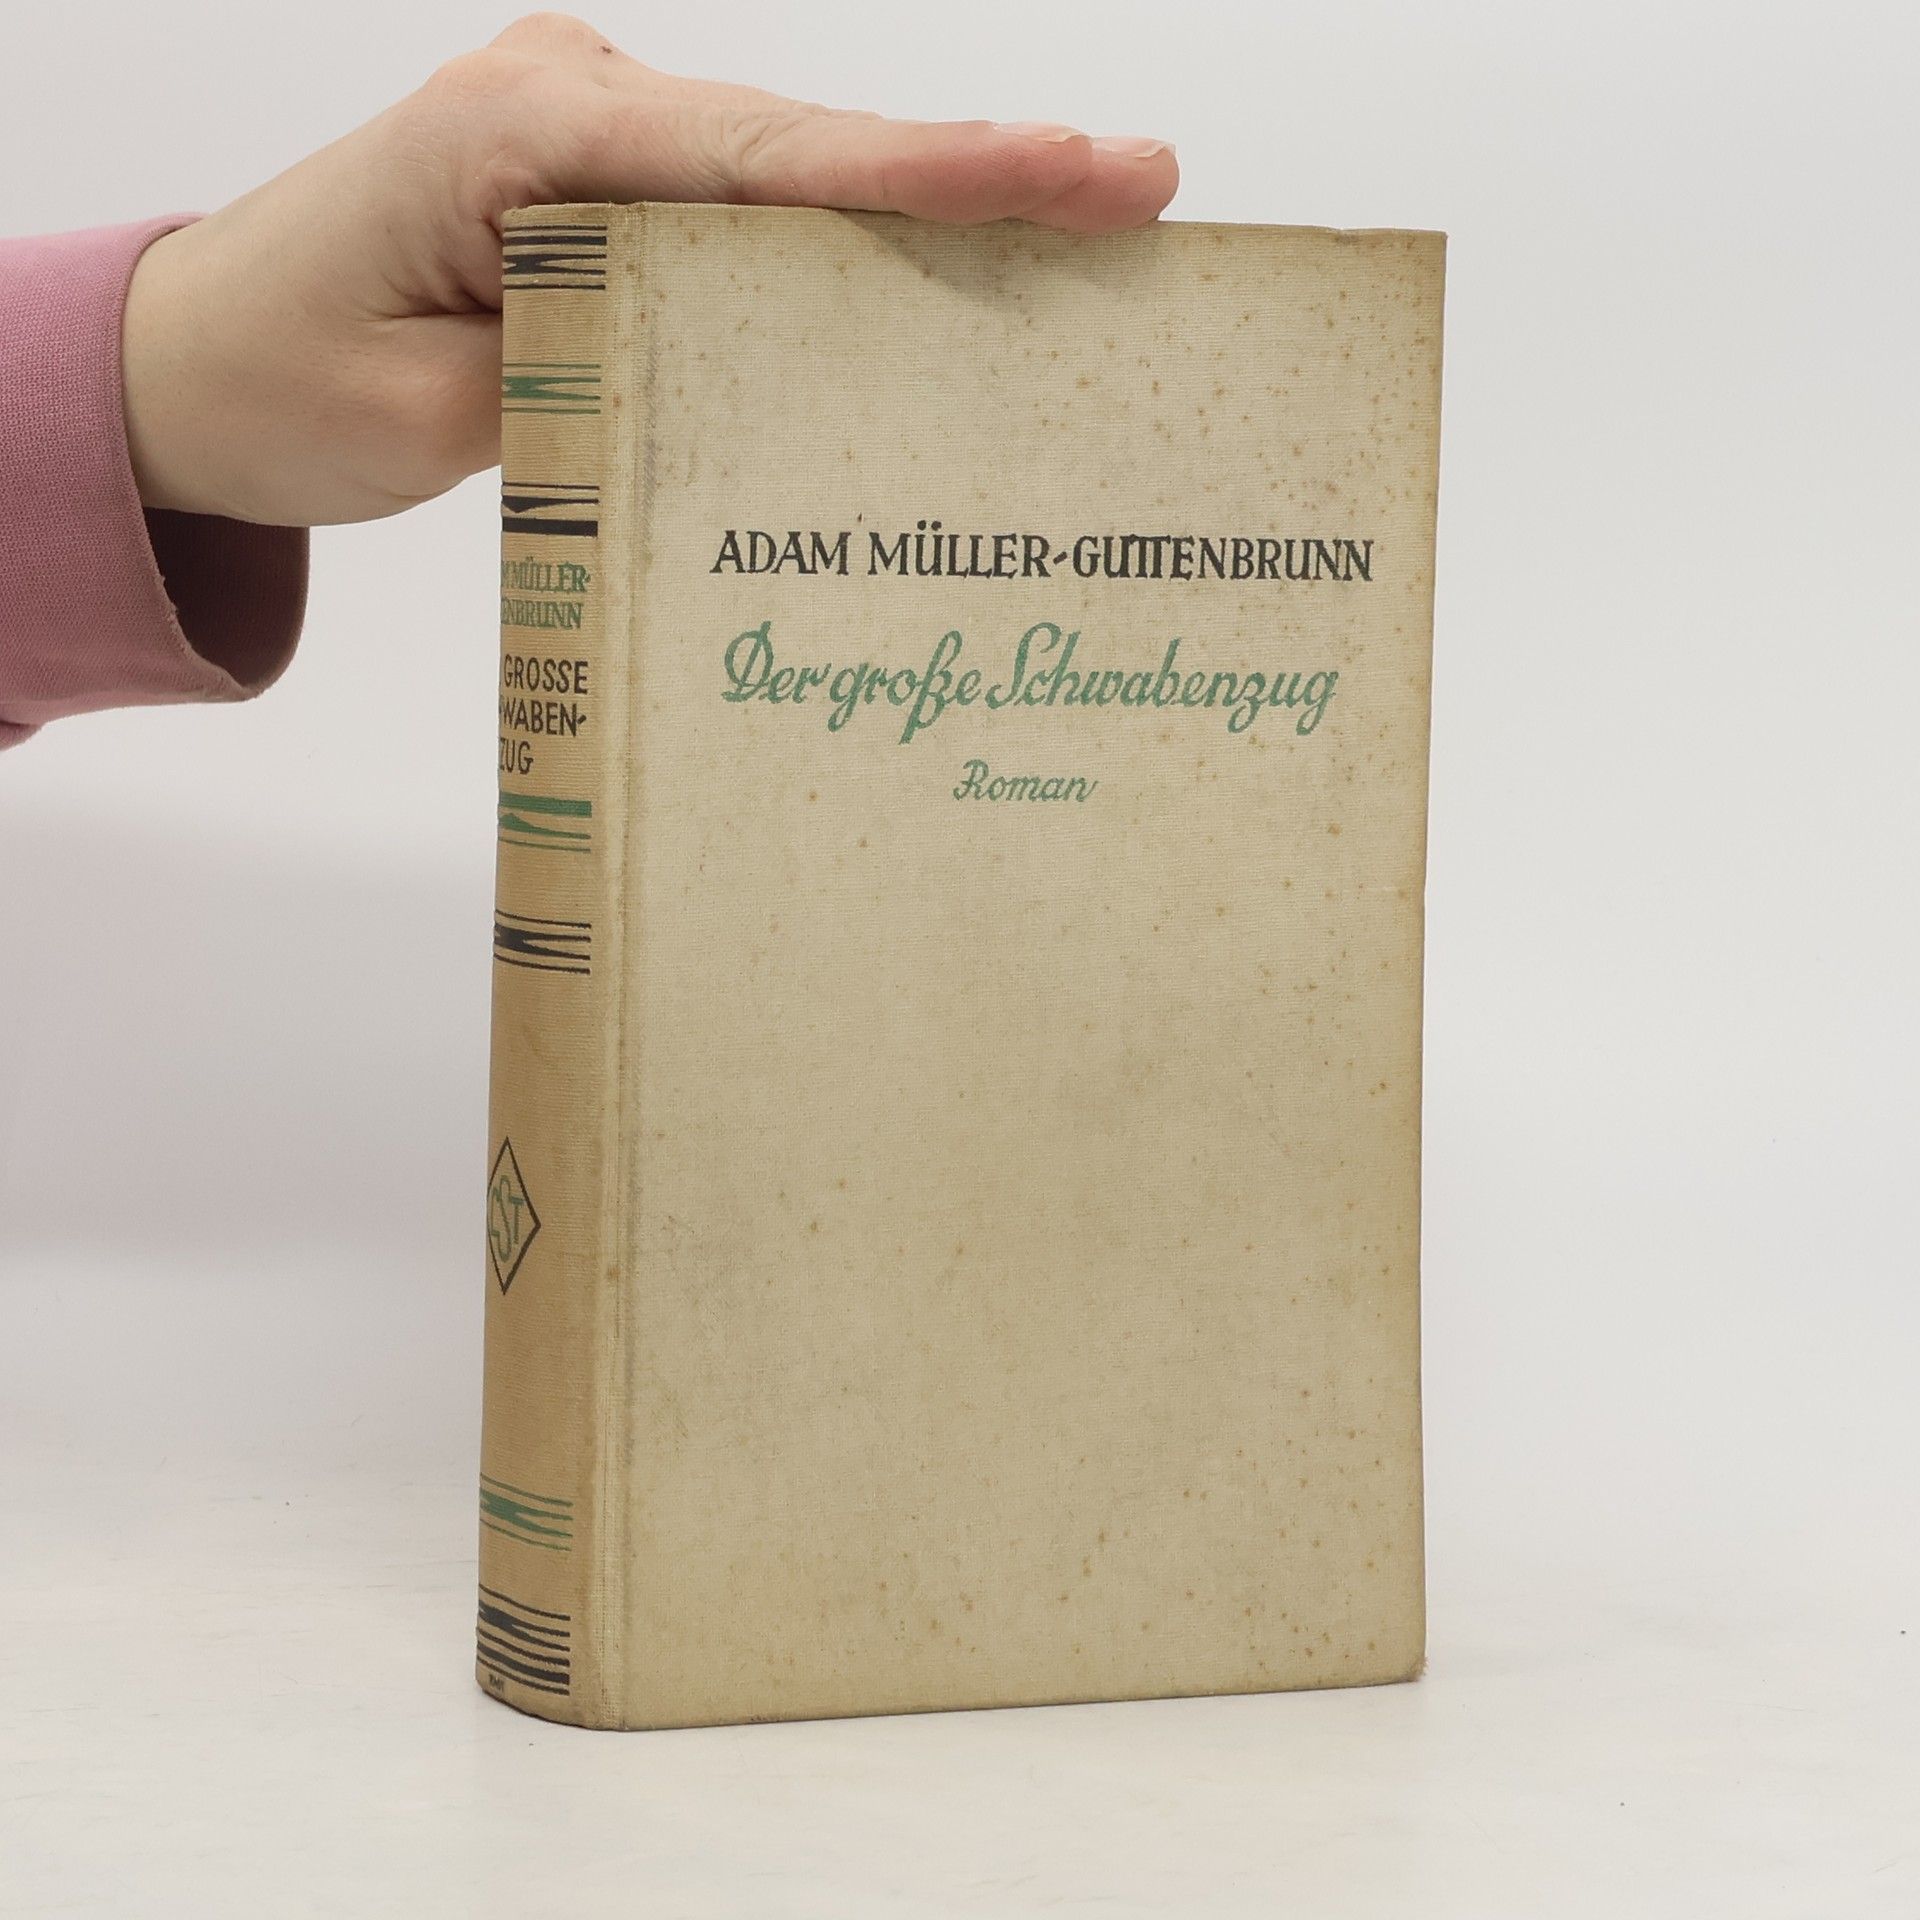 ADAM MÜLLER-GUTTENBRUNN
Der große Schwabenzug
Roman
MÜLLER-
ENBRUNN
GROSSE
WABEN-
ZUG